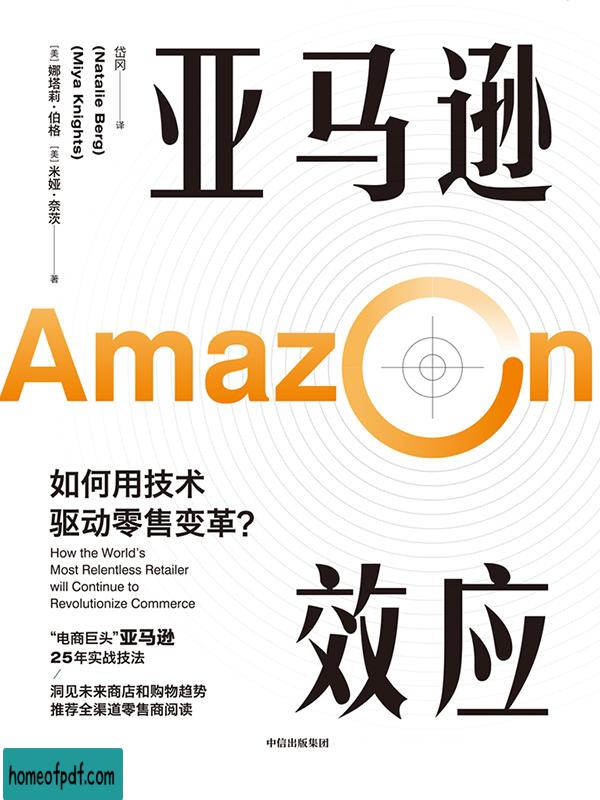 亚马逊
岱冈——译
(Natalie Berg)
(Miya Knights)
[美]娜塔莉·伯格 [美]米娅·奈茨——著
Amazon
如何用技术
驱动零售变革？
How the World's
Most Relentless Retailer
will Continue to
Revolutionize Commerce
“电商巨头”亚马逊
25年实战技法
/
洞见未来商店和购物趋势
推荐全渠道零售商阅读
效应
中信出版集团
homeofpdf.com